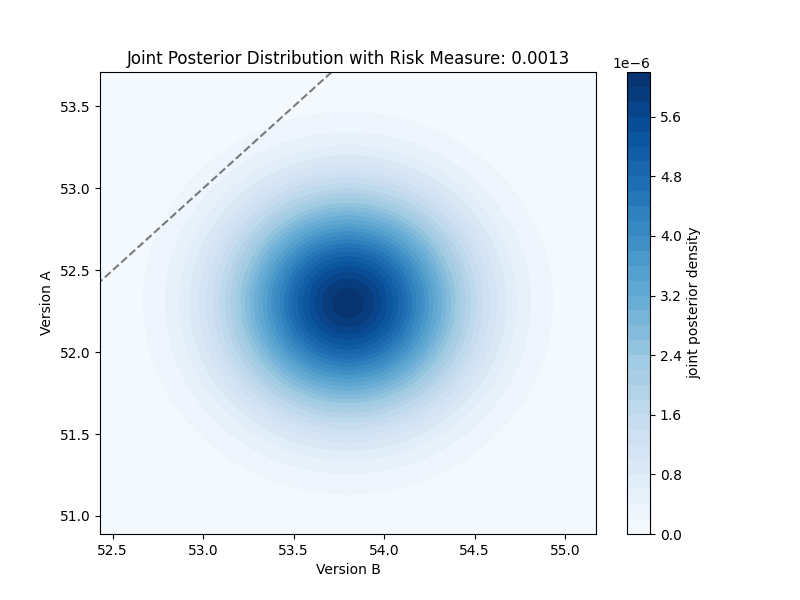 Joint Posterior Distribution with Risk Measure: 0.0013
1e−6
53.5
53.0
52.5
52.0
51.5
51.0
Version A
52.5 53.0 53.5 54.0 54.5 55.0
Version B
5.6
4.8
4.0
3.2
2.4
1.6
0.8
0.0
joint posterior density